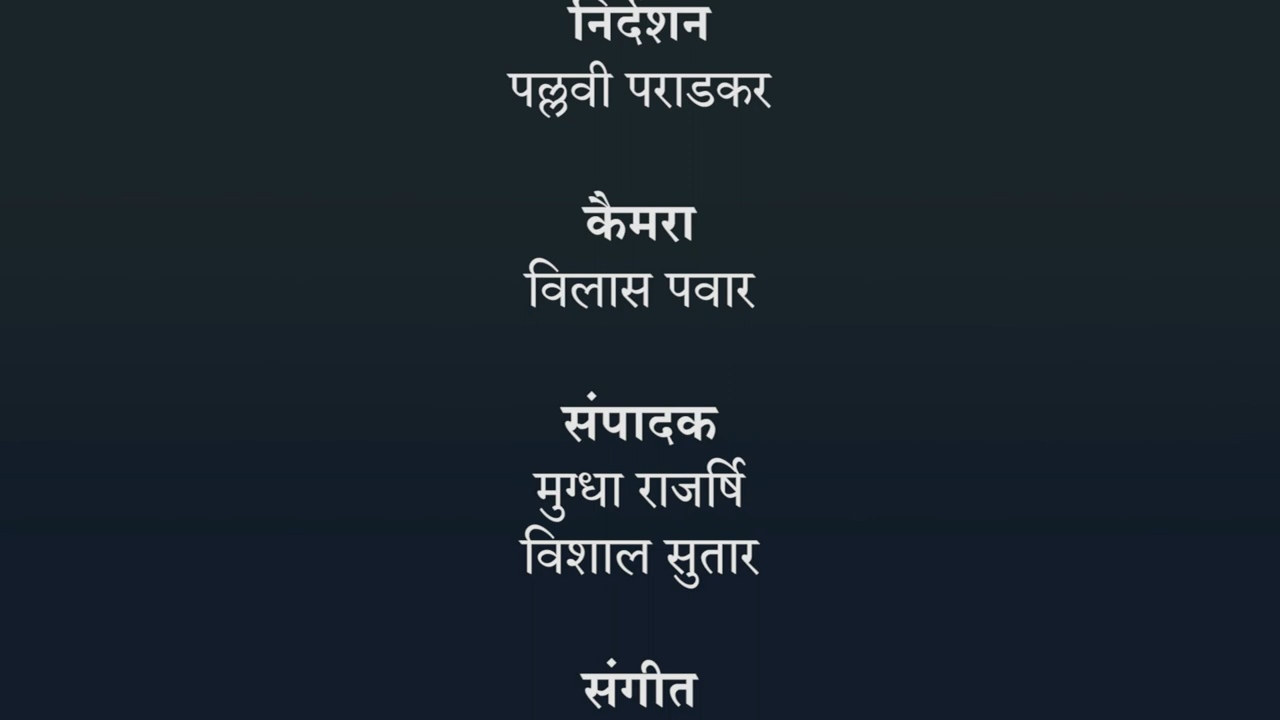 निदेशन
पल्लवी पराडकर
कैमरा
विलास पवार
संपादक
मुग्धा राजर्षि
विशाल सुतार
संगीत